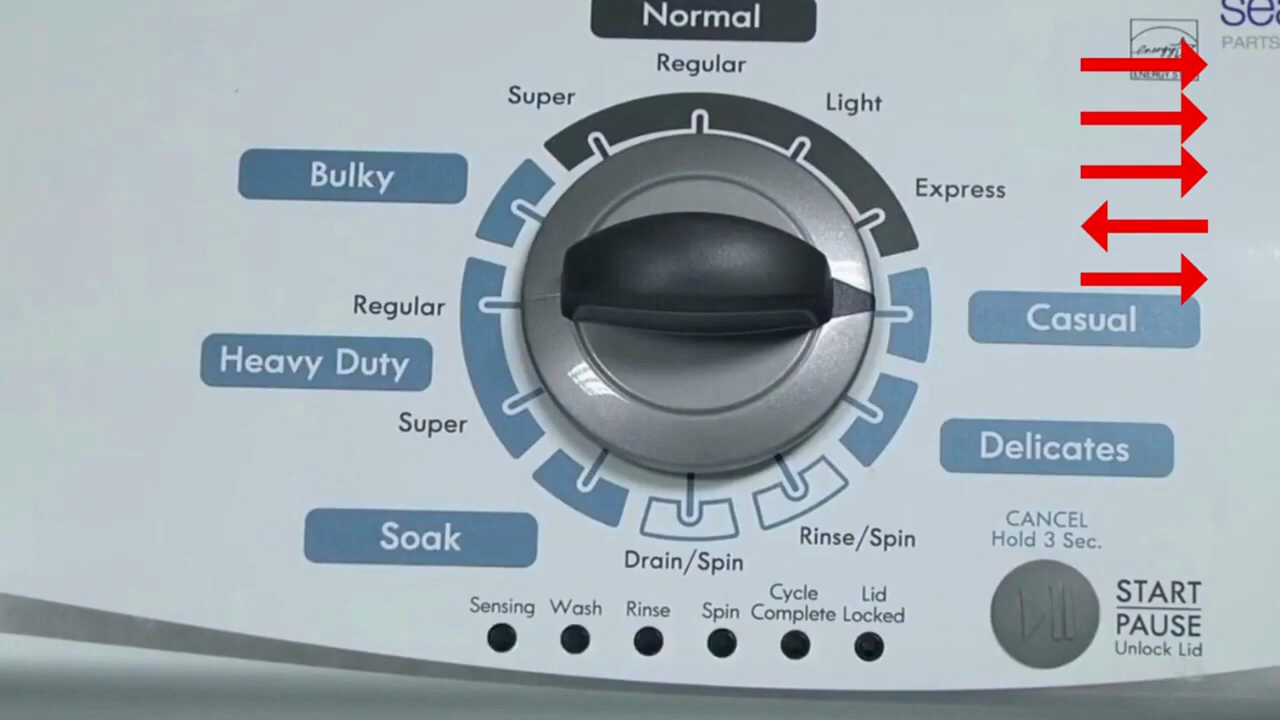 Normal
Regular
Super
Light
Express
Bulky
Regular
Heavy Duty
Super
Soak
Casual
Delicates
Rinse/Spin
Drain/Spin
CANCEL
Hold 3 Sec.
START
PAUSE
Unlock Lid
Sensing
Wash
Rinse
Spin
Cycle
Complete
Lid
Locked
PARTS